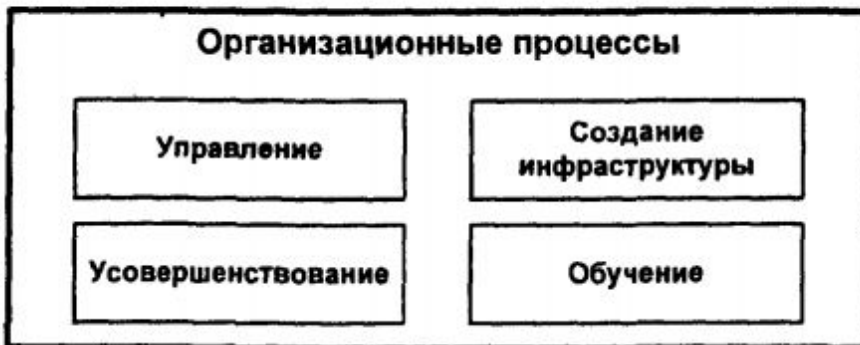 Организационные процессы
Управление
Создание
инфраструктуры
Усовершенствование
Обучение